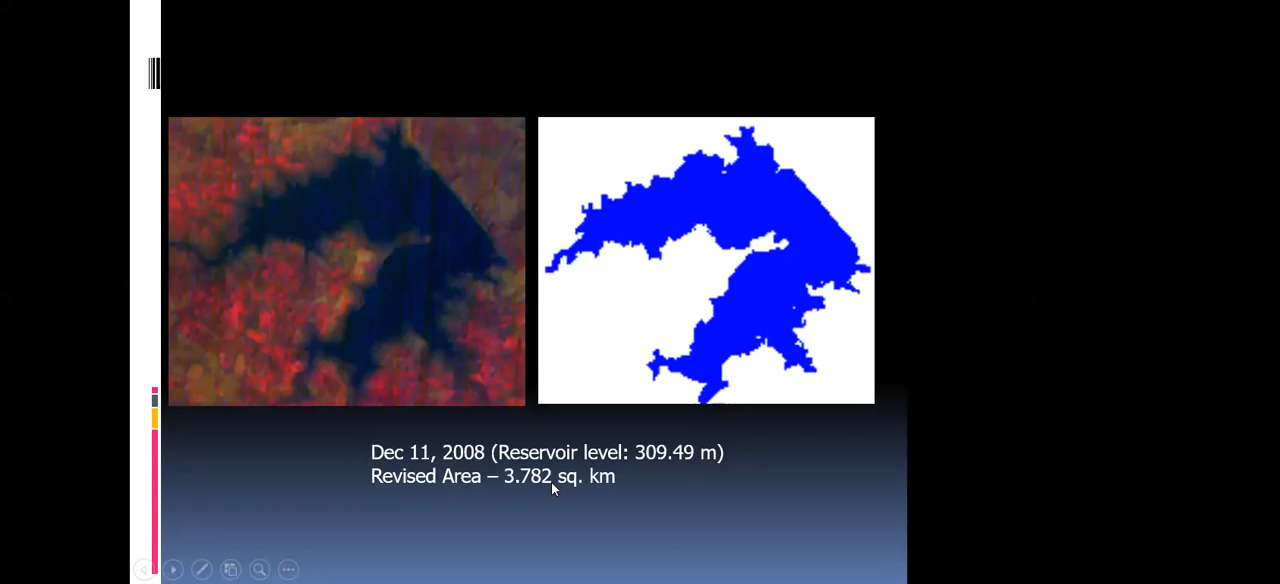 Dec 11, 2008 (Reservoir level: 309.49 m)
Revised Area – 3.782 sq. km